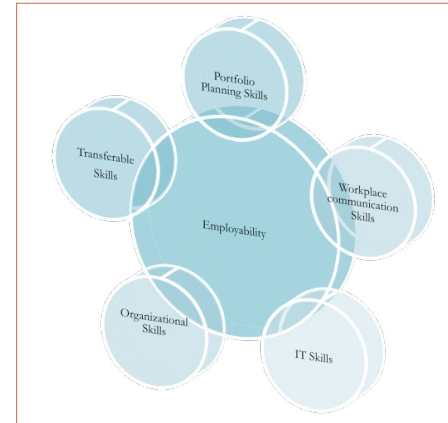 Portfolio
Planning Skills
Transferable
Skills
Workplace
communication
Skills
Employability
Organizational
Skills
IT Skills